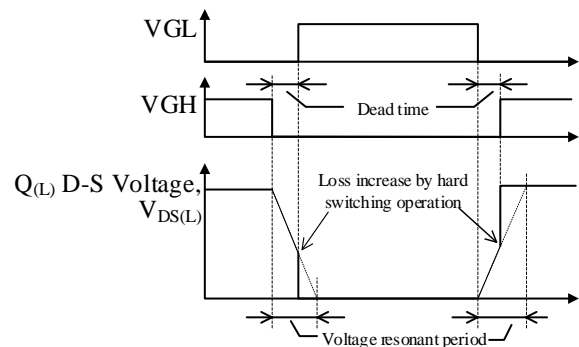 VGL
VGH
Dead time
Q(L) D-S Voltage,
VDS(L)
Loss increase by hard
switching operation
Voltage resonant period